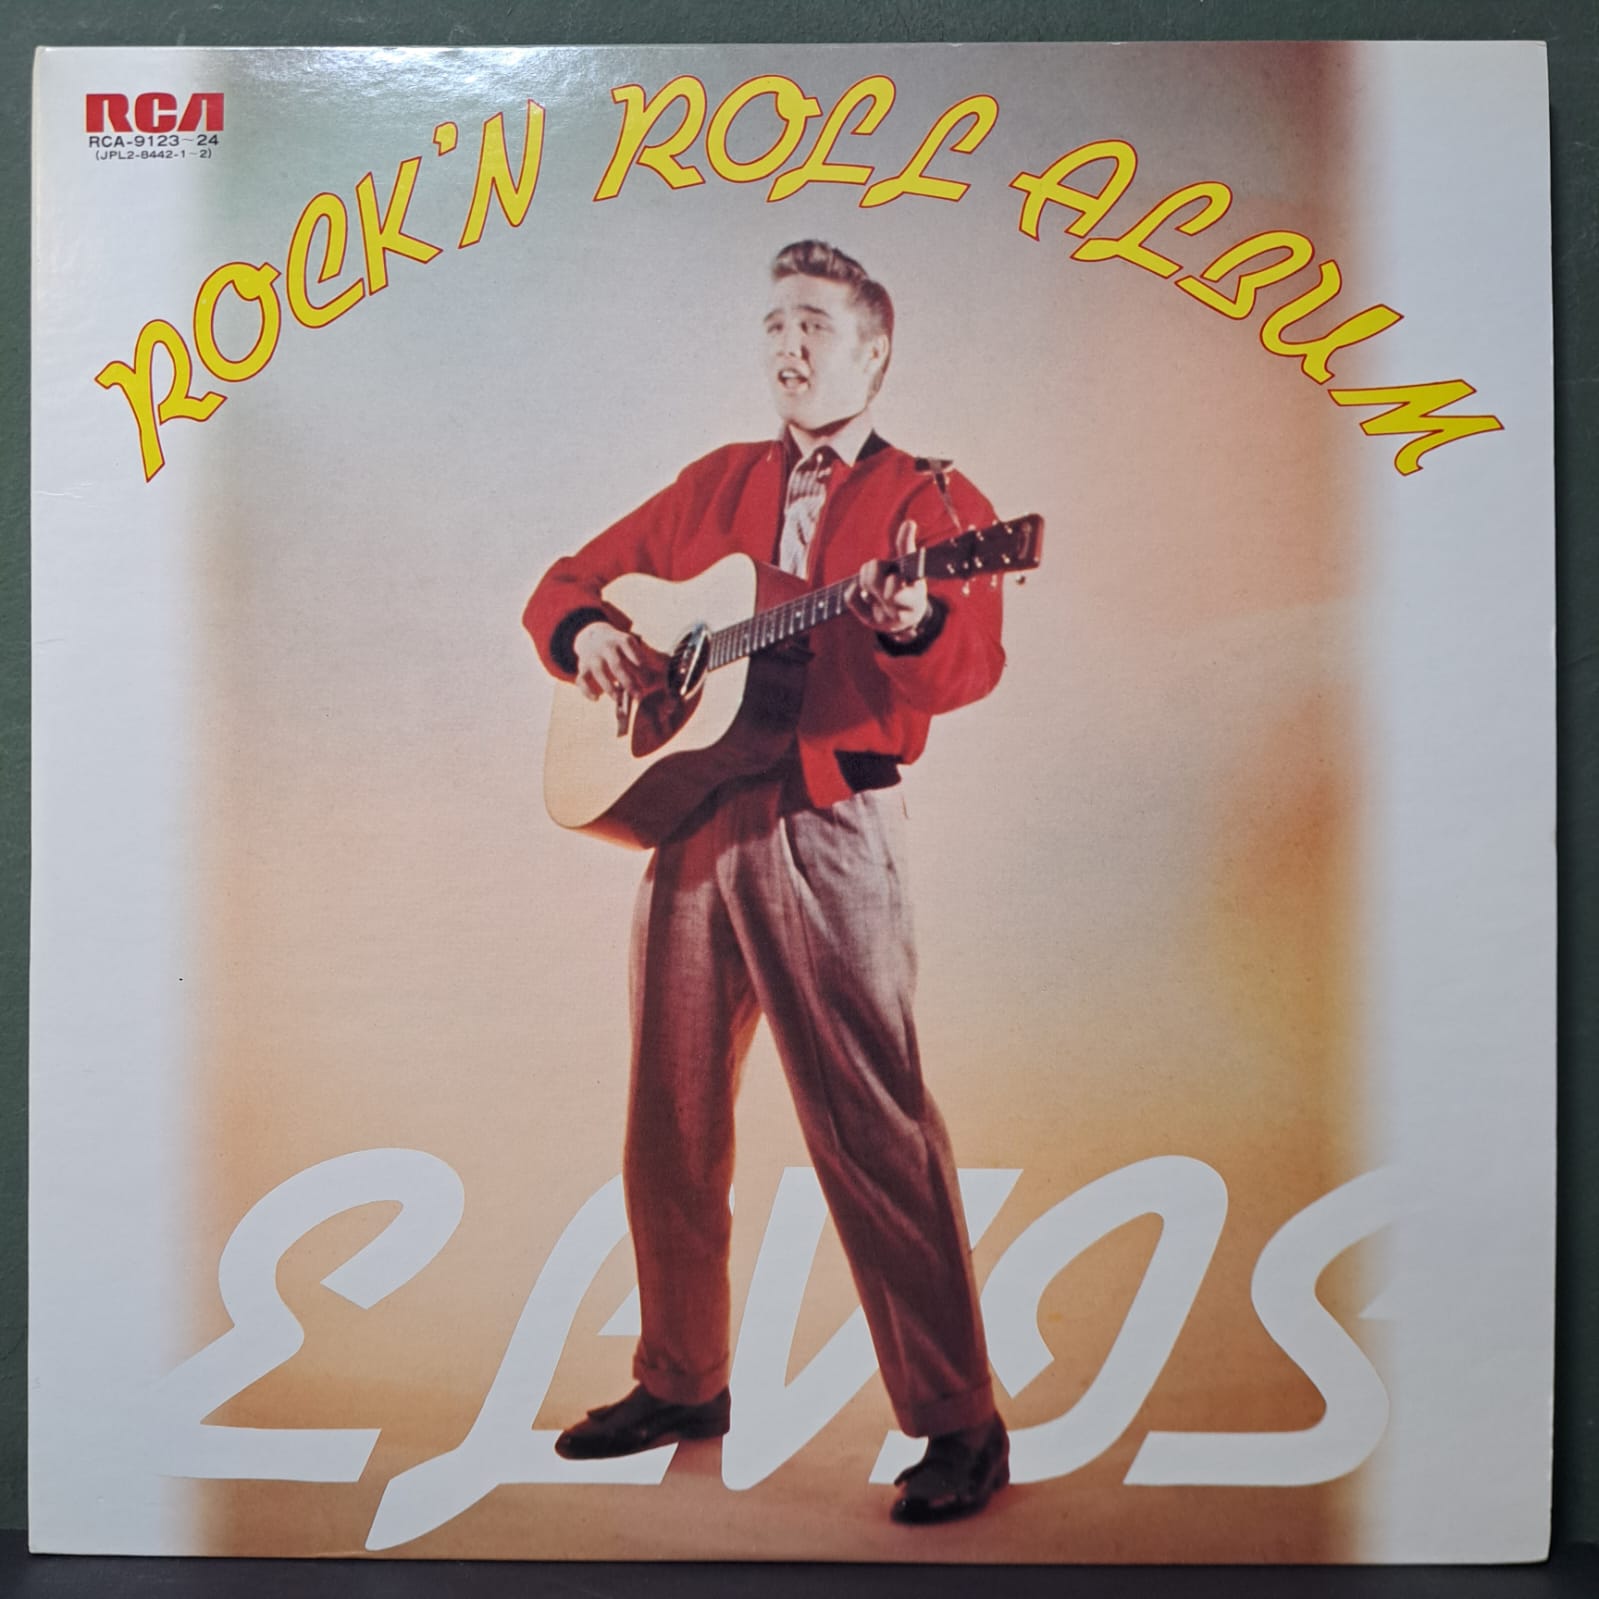 RCA
RCA-9123~24
(JPL2-8442-1~2)
ROCK'N ROLL ALBUM
ELVIS